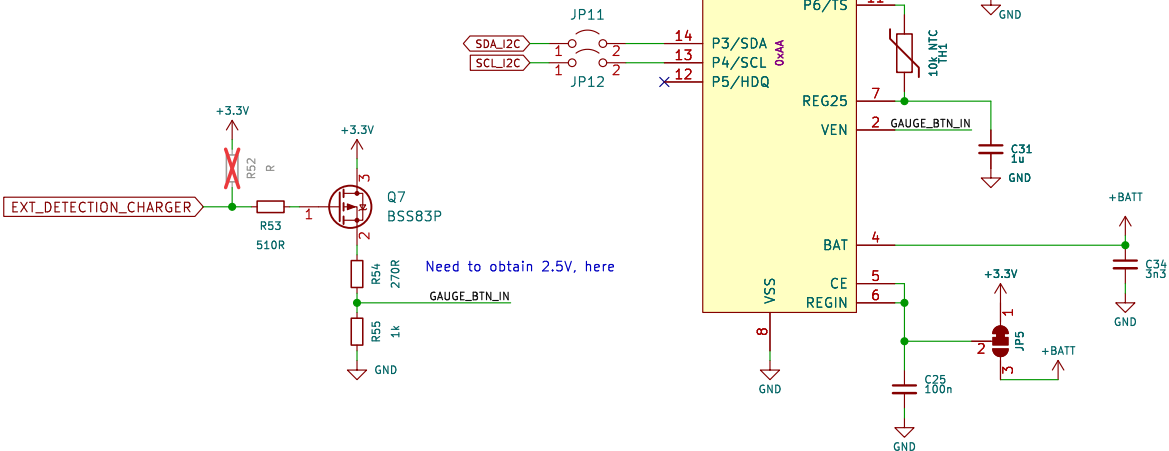 JP11
P6/TS
11
GND
SDA_I2C
1
2
14
P3/SDA
SCL_I2C
1
2
13
P4/SCL
0xAA
JP12
12
P5/HDQ
10k NTC
TH1
REG25
7
VEN
2
GAUGE_BTN_IN
C31
1u
GND
+3.3V
+3.3V
R52
R
3
Q7
BSS83P
EXT_DETECTION_CHARGER
1
R53
510R
2
R54
270R
Need to obtain 2.5V, here
GAUGE_BTN_IN
R55
1k
GND
+BATT
BAT
4
C34
3n3
GND
CE
5
REGIN
6
VSS
8
GND
+3.3V
1
2
JP5
3
+BATT
C25
100n
GND